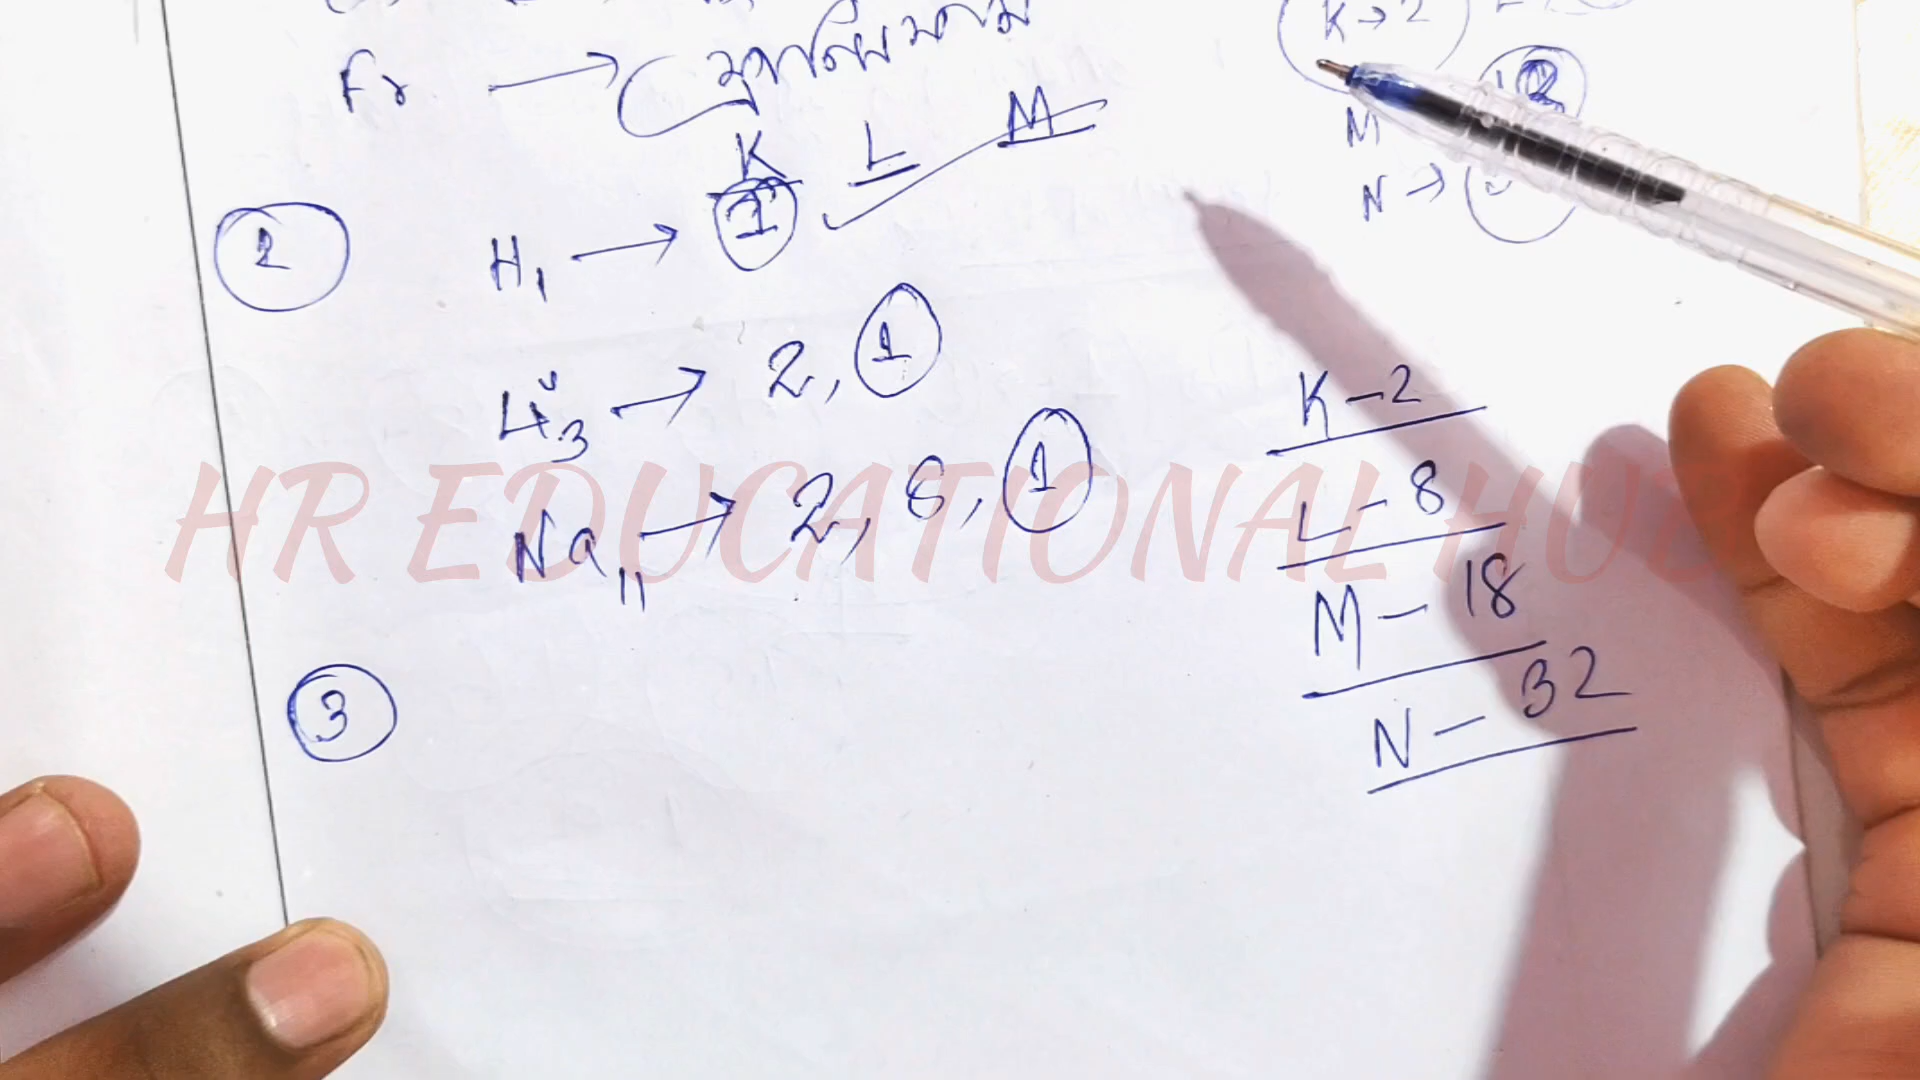 Fr → ফ্রান্সিয়াম
K L M
2 H₁ → 1
Li₃ → 2, 1
Na₁₁ → 2, 8, 1
3
K → 2
M
N →
K – 2
L – 8
M – 18
N – 32
HR EDUCATIONAL HUB